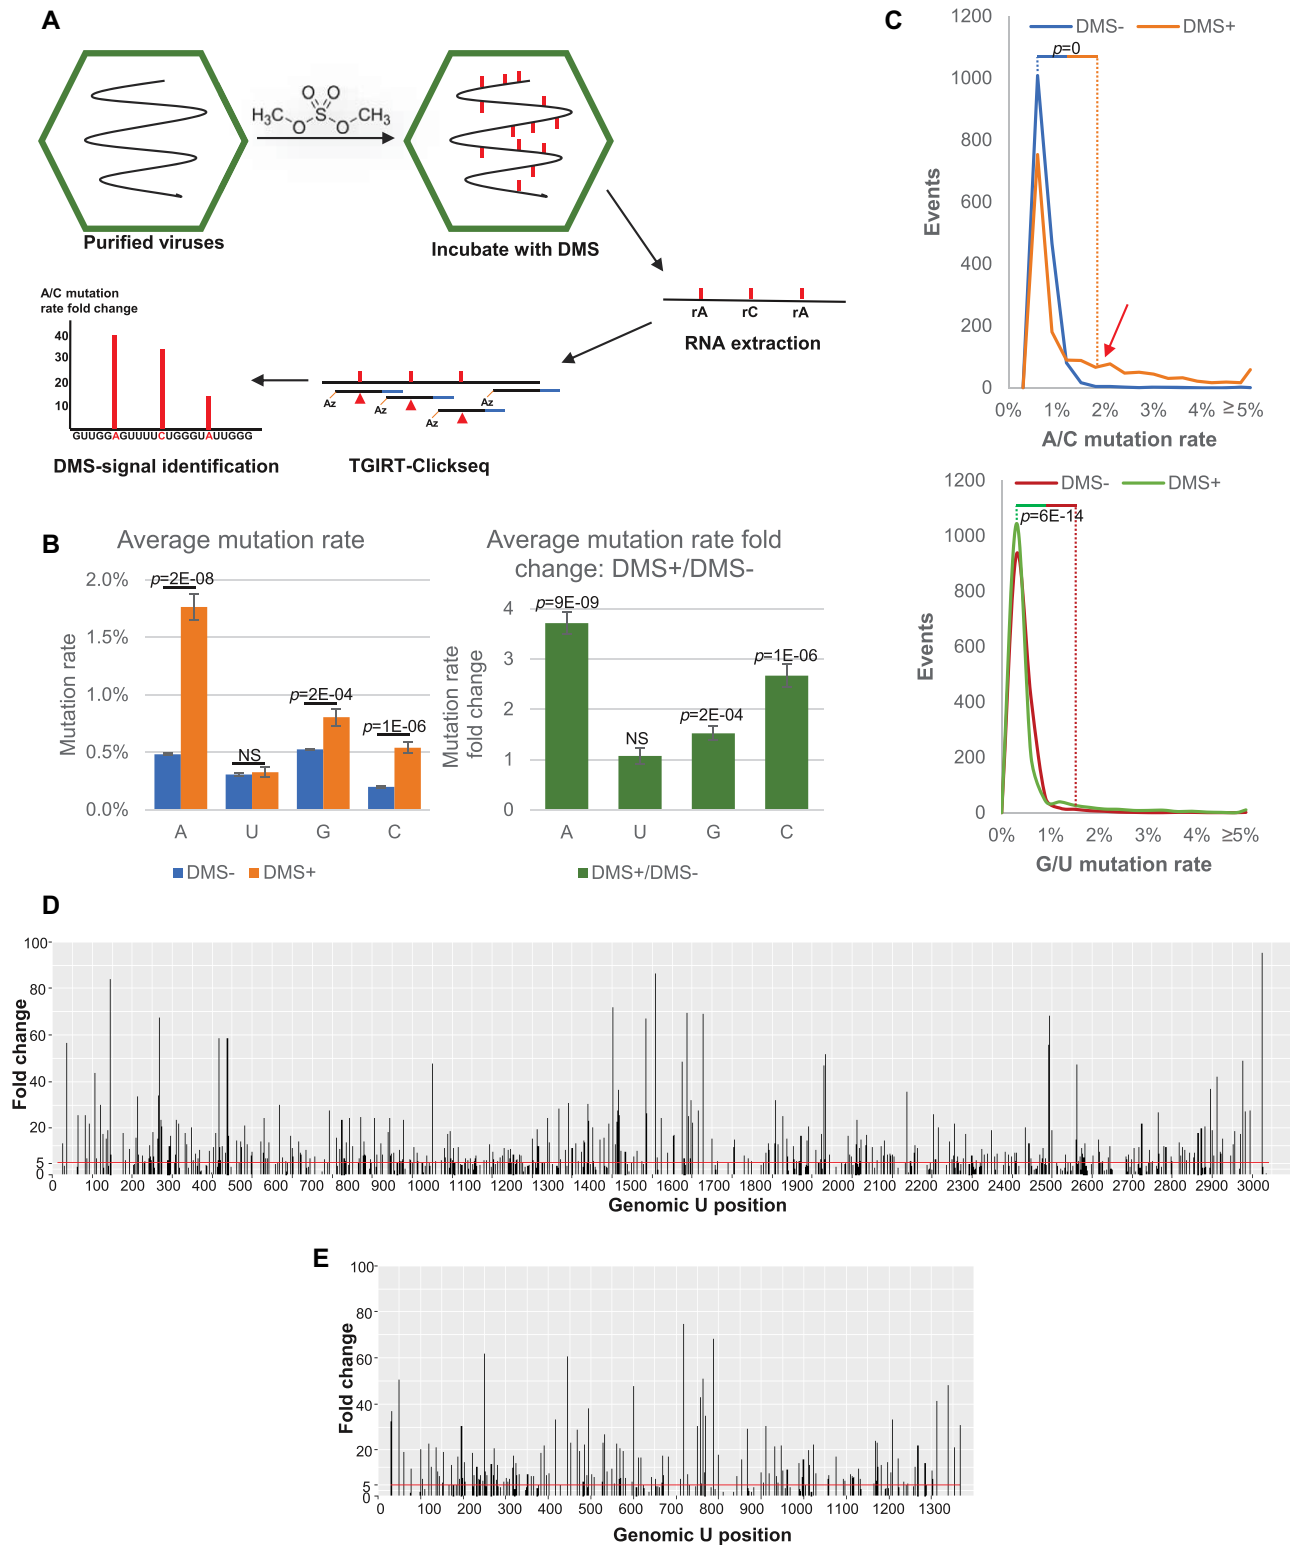 A
H₃C
O
O
S
O
O
CH₃
Purified viruses
Incubate with DMS
rA
rC
rA
RNA extraction
A/C mutation
rate fold change
40
30
20
10
GUUGGAGUUUUCUGGGUAUUGGG
DMS-signal identification
Az
Az
Az
Az
TGIRT-Clickseq
B
Average mutation rate
Mutation rate
2.0%
1.5%
1.0%
0.5%
0.0%
p=2E-08
NS
p=2E-04
p=1E-06
A
U
G
C
DMS-
DMS+
Average mutation rate fold
change: DMS+/DMS-
Mutation rate
fold change
4
3
2
1
0
p=9E-09
NS
p=2E-04
p=1E-06
A
U
G
C
DMS+/DMS-
C
DMS-
DMS+
p=0
Events
1200
1000
800
600
400
200
0
0%
1%
2%
3%
4%
≥5%
A/C mutation rate
DMS-
DMS+
p=6E-14
Events
1200
1000
800
600
400
200
0
0%
1%
2%
3%
4%
≥5%
G/U mutation rate
D
Fold change
100
80
60
40
20
5
0
0 100 200 300 400 500 600 700 800 900 1000 1100 1200 1300 1400 1500 1600 1700 1800 1900 2000 2100 2200 2300 2400 2500 2600 2700 2800 2900 3000
Genomic U position
E
Fold change
100
80
60
40
20
5
0
0 100 200 300 400 500 600 700 800 900 1000 1100 1200 1300
Genomic U position